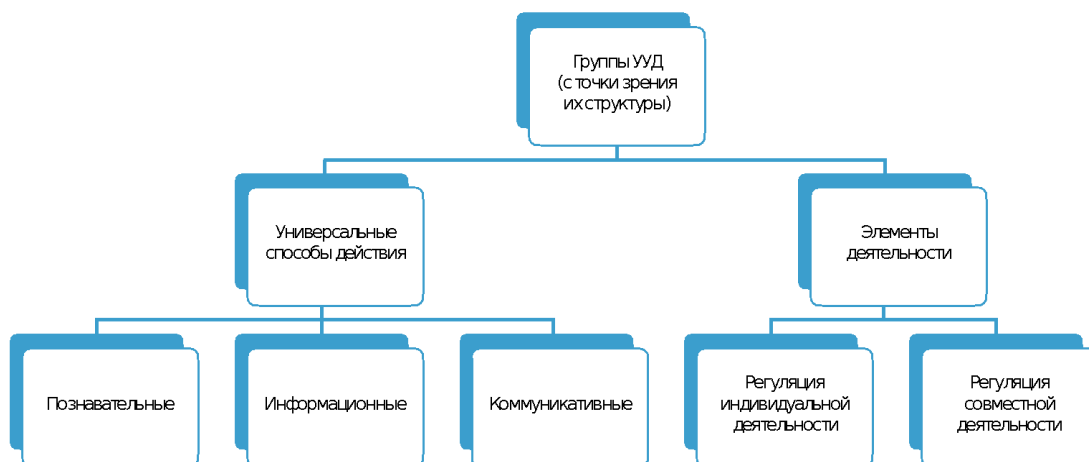 Группы УУД
(с точки зрения
их структуры)
Универсальные
способы действия
Элементы
деятельности
Познавательные
Информационные
Коммуникативные
Регуляция
индивидуальной
деятельности
Регуляция
совместной
деятельности